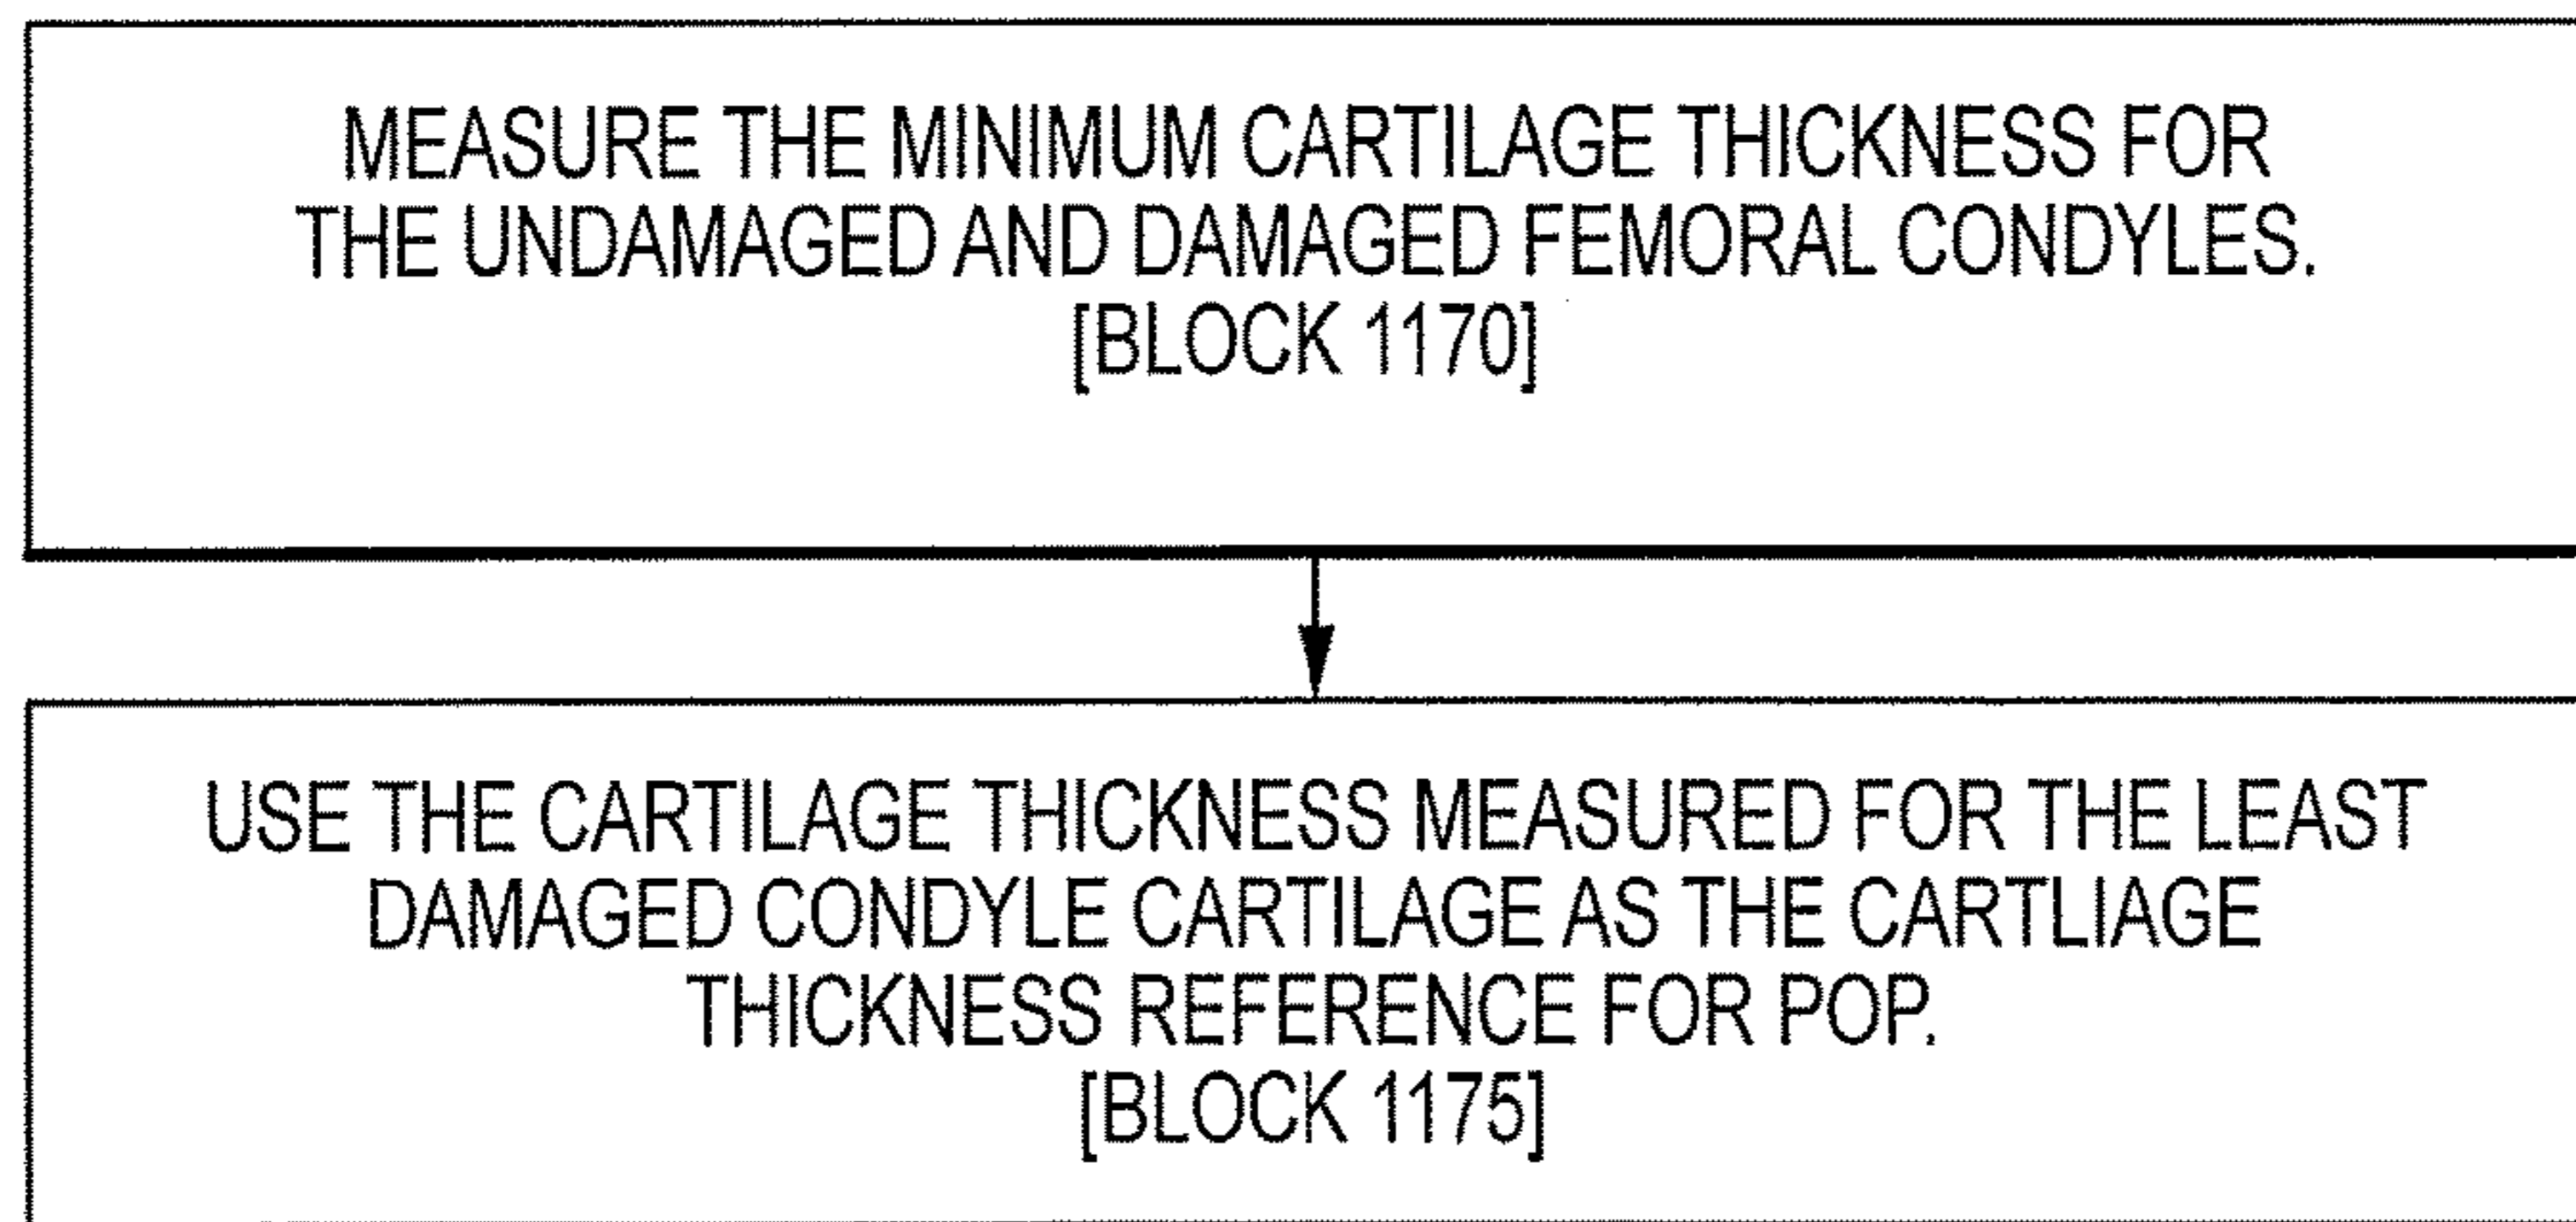 MEASURE THE MINIMUM CARTILAGE THICKNESS FOR
THE UNDAMAGED AND DAMAGED FEMORAL CONDYLES.
[BLOCK 1170]
USE THE CARTILAGE THICKNESS MEASURED FOR THE LEAST
DAMAGED CONDYLE CARTILAGE AS THE CARTLIAGE
THICKNESS REFERENCE FOR POP.
[BLOCK 1175]